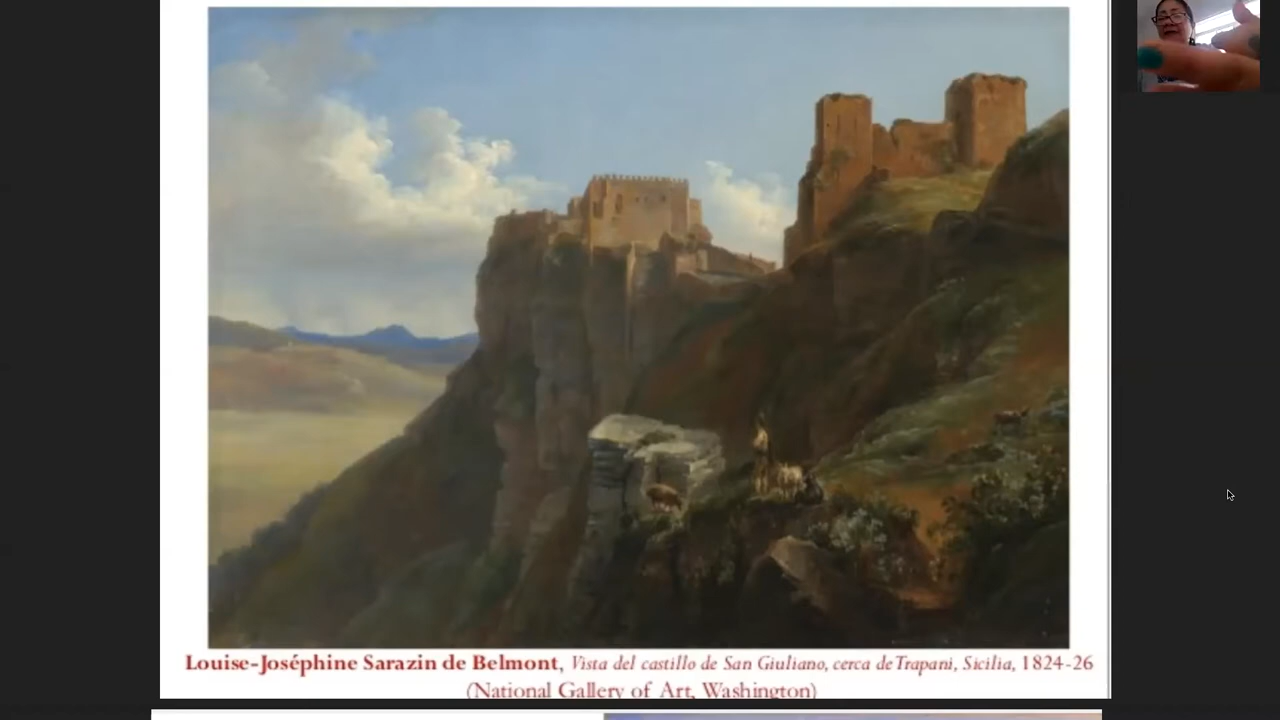 Louise-Joséphine Sarazin de Belmont, Vista del castillo de San Giuliano, cerca de Trapani, Sicilia, 1824-26
(National Gallery of Art, Washington)